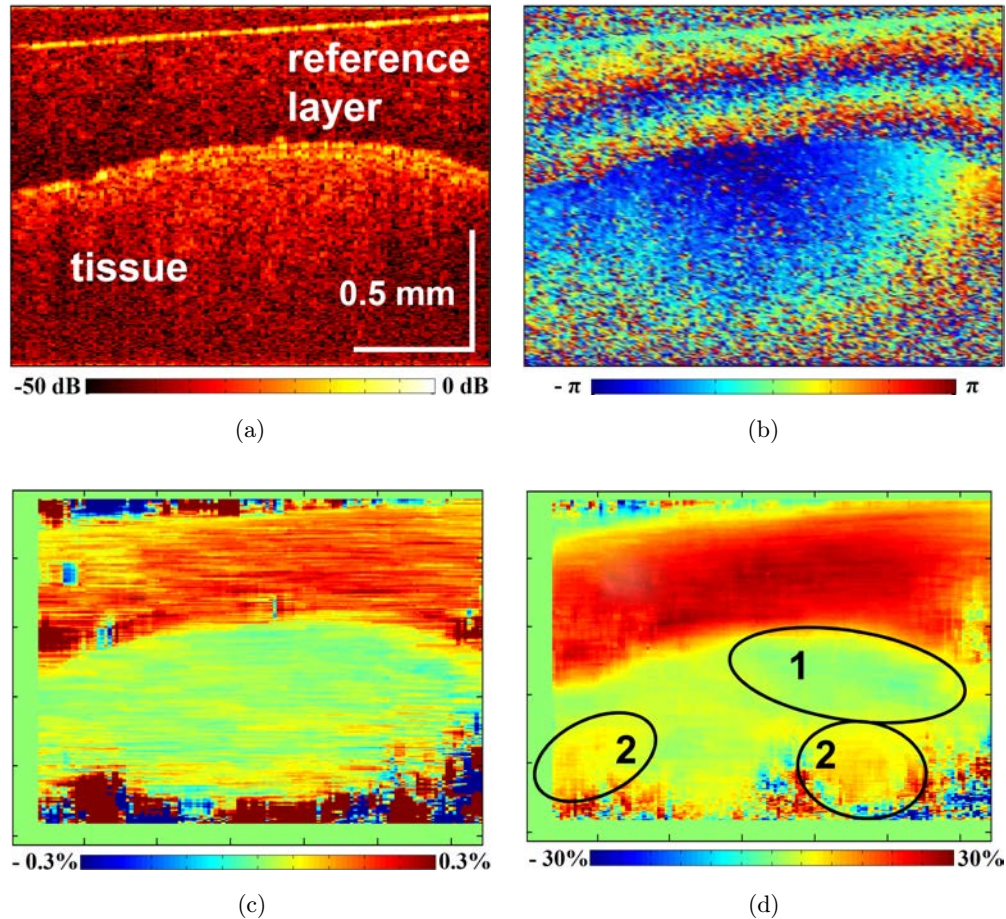 reference
layer
tissue
0.5 mm
-50 dB 0 dB
- π π
(a)
(b)
1
2
2
- 0.3% 0.3%
- 30% 30%
(c)
(d)